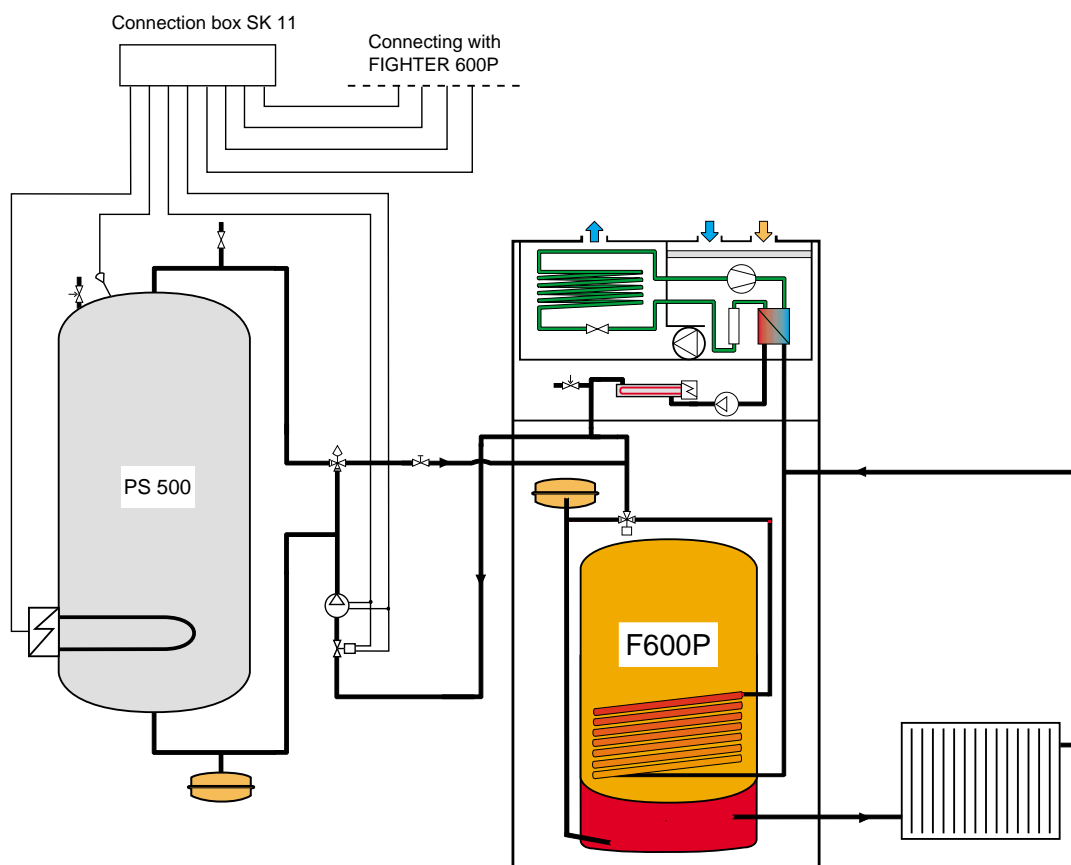 Connection box SK 11
Connecting with
FIGHTER 600P
PS 500
F600P